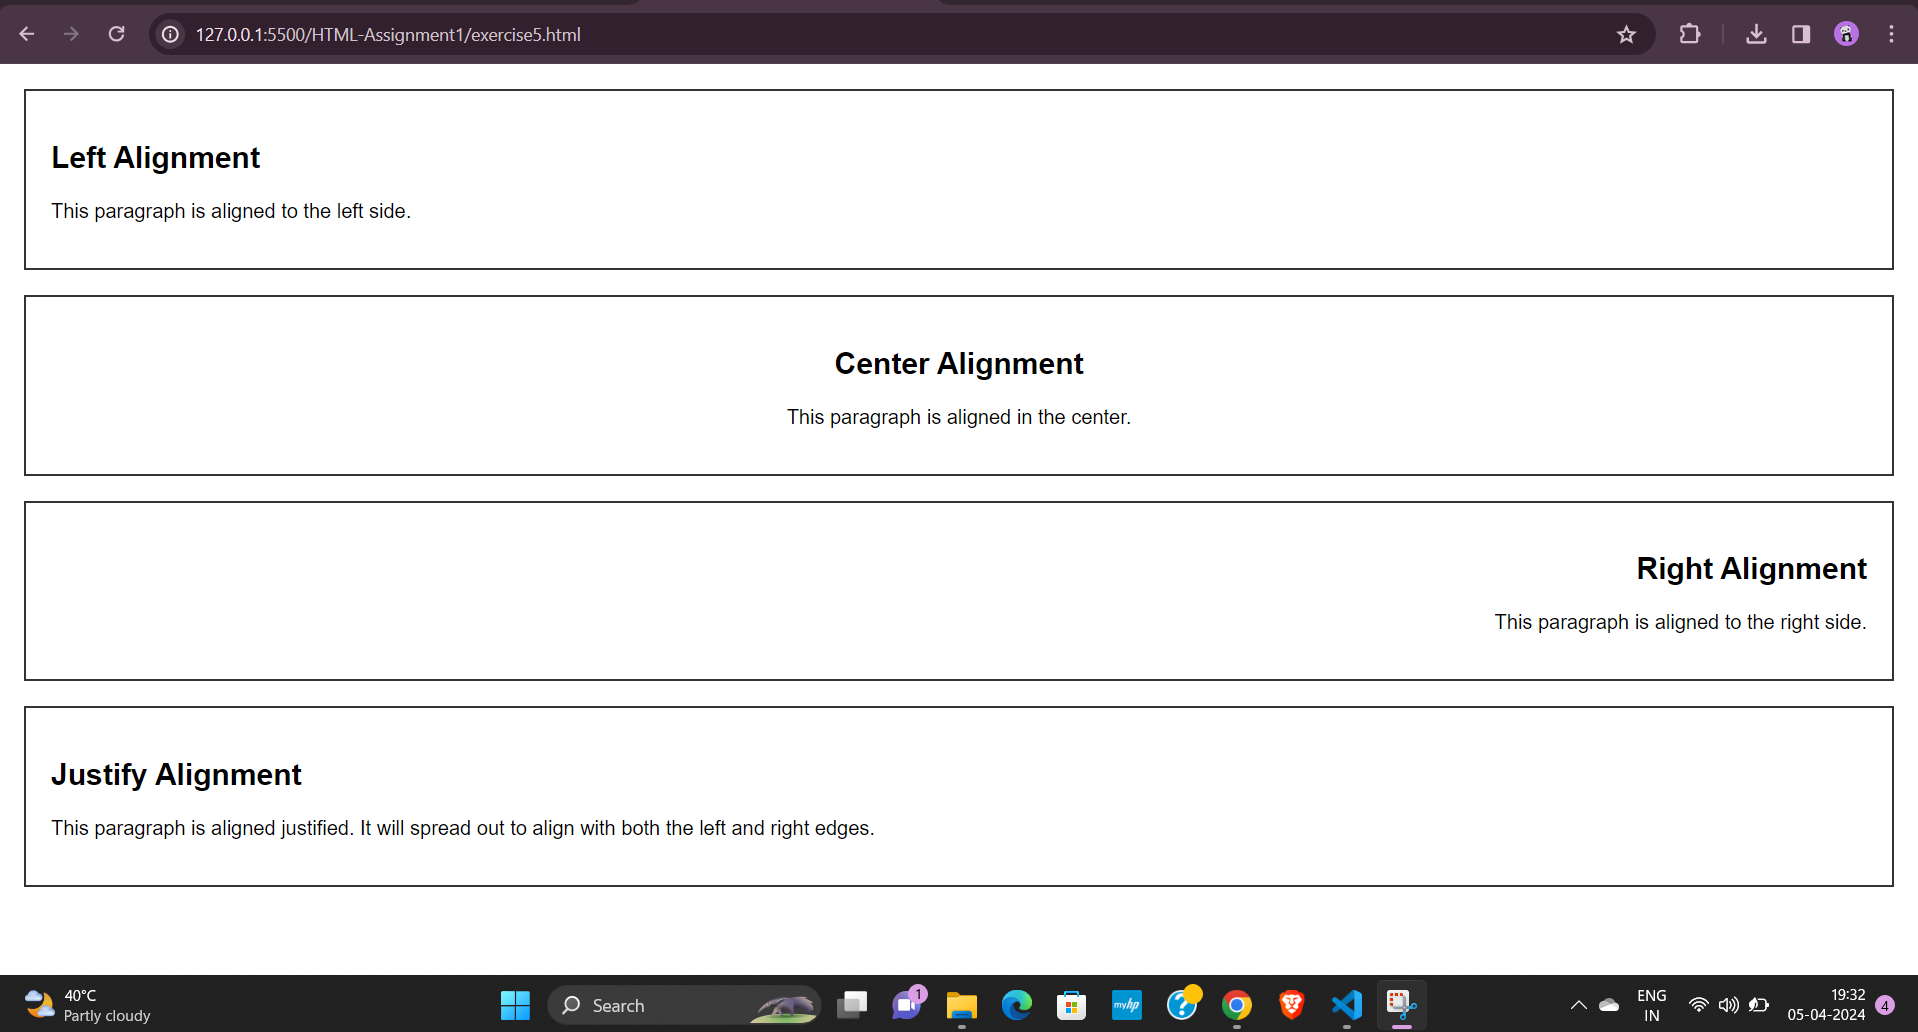 127.0.0.1:5500/HTML-Assignment1/exercise5.html
Left Alignment
This paragraph is aligned to the left side.
Center Alignment
This paragraph is aligned in the center.
Right Alignment
This paragraph is aligned to the right side.
Justify Alignment
This paragraph is aligned justified. It will spread out to align with both the left and right edges.
40°C
Partly cloudy
Search
1
myhp
ENG
IN
19:32
05-04-2024
4